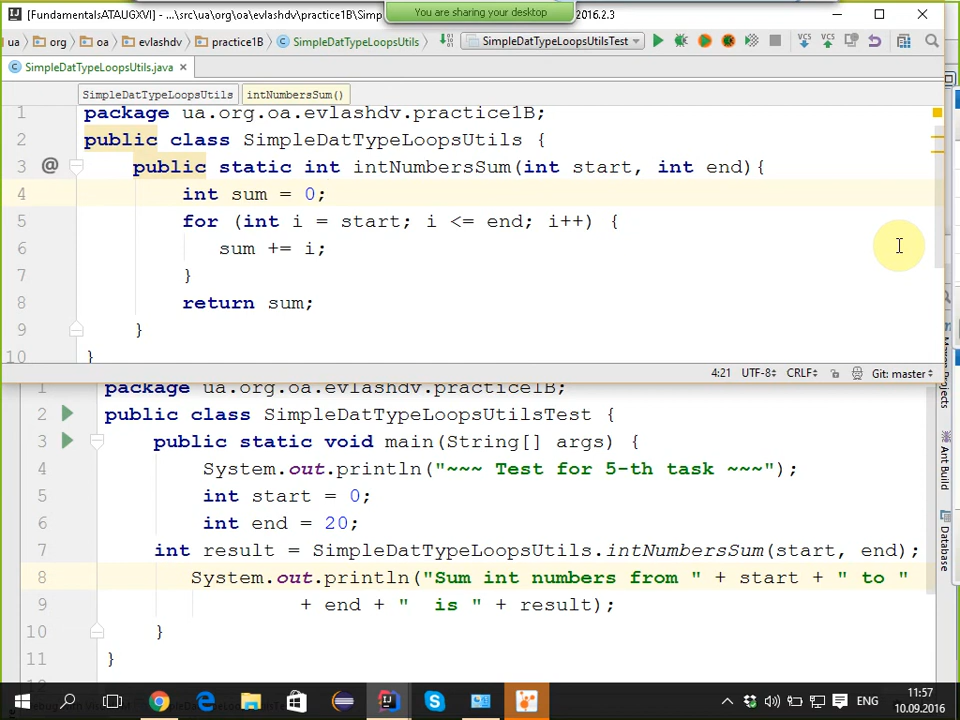 You are sharing your desktop
[FundamentalsATAUGXVI] - ...\src\ua\org\oa\evlashdv\practice1B\Simpl
2016.2.3
ua org oa evlashdv practice1B SimpleDatTypeLoopsUtils SimpleDatTypeLoopsUtilsTest VCS VCS
SimpleDatTypeLoopsUtils.java
SimpleDatTypeLoopsUtils intNumbersSum()
1 package ua.org.oa.evlashdv.practice1B;
2 public class SimpleDatTypeLoopsUtils {
3 @ public static int intNumbersSum(int start, int end){
4 int sum = 0;
5 for (int i = start; i <= end; i++) {
6 sum += i;
7 }
8 return sum;
9 }
10 }
4:21 UTF-8 CRLF Git: master
1 package ua.org.oa.evlashdv.practice1B;
2 public class SimpleDatTypeLoopsUtilsTest {
3 public static void main(String[] args) {
4 System.out.println("~~~ Test for 5-th task ~~~");
5 int start = 0;
6 int end = 20;
7 int result = SimpleDatTypeLoopsUtils.intNumbersSum(start, end);
8 System.out.println("Sum int numbers from " + start + " to "
9 + end + "  is " + result);
10 }
11 }
Ant Build
Database
ENG
11:57
10.09.2016